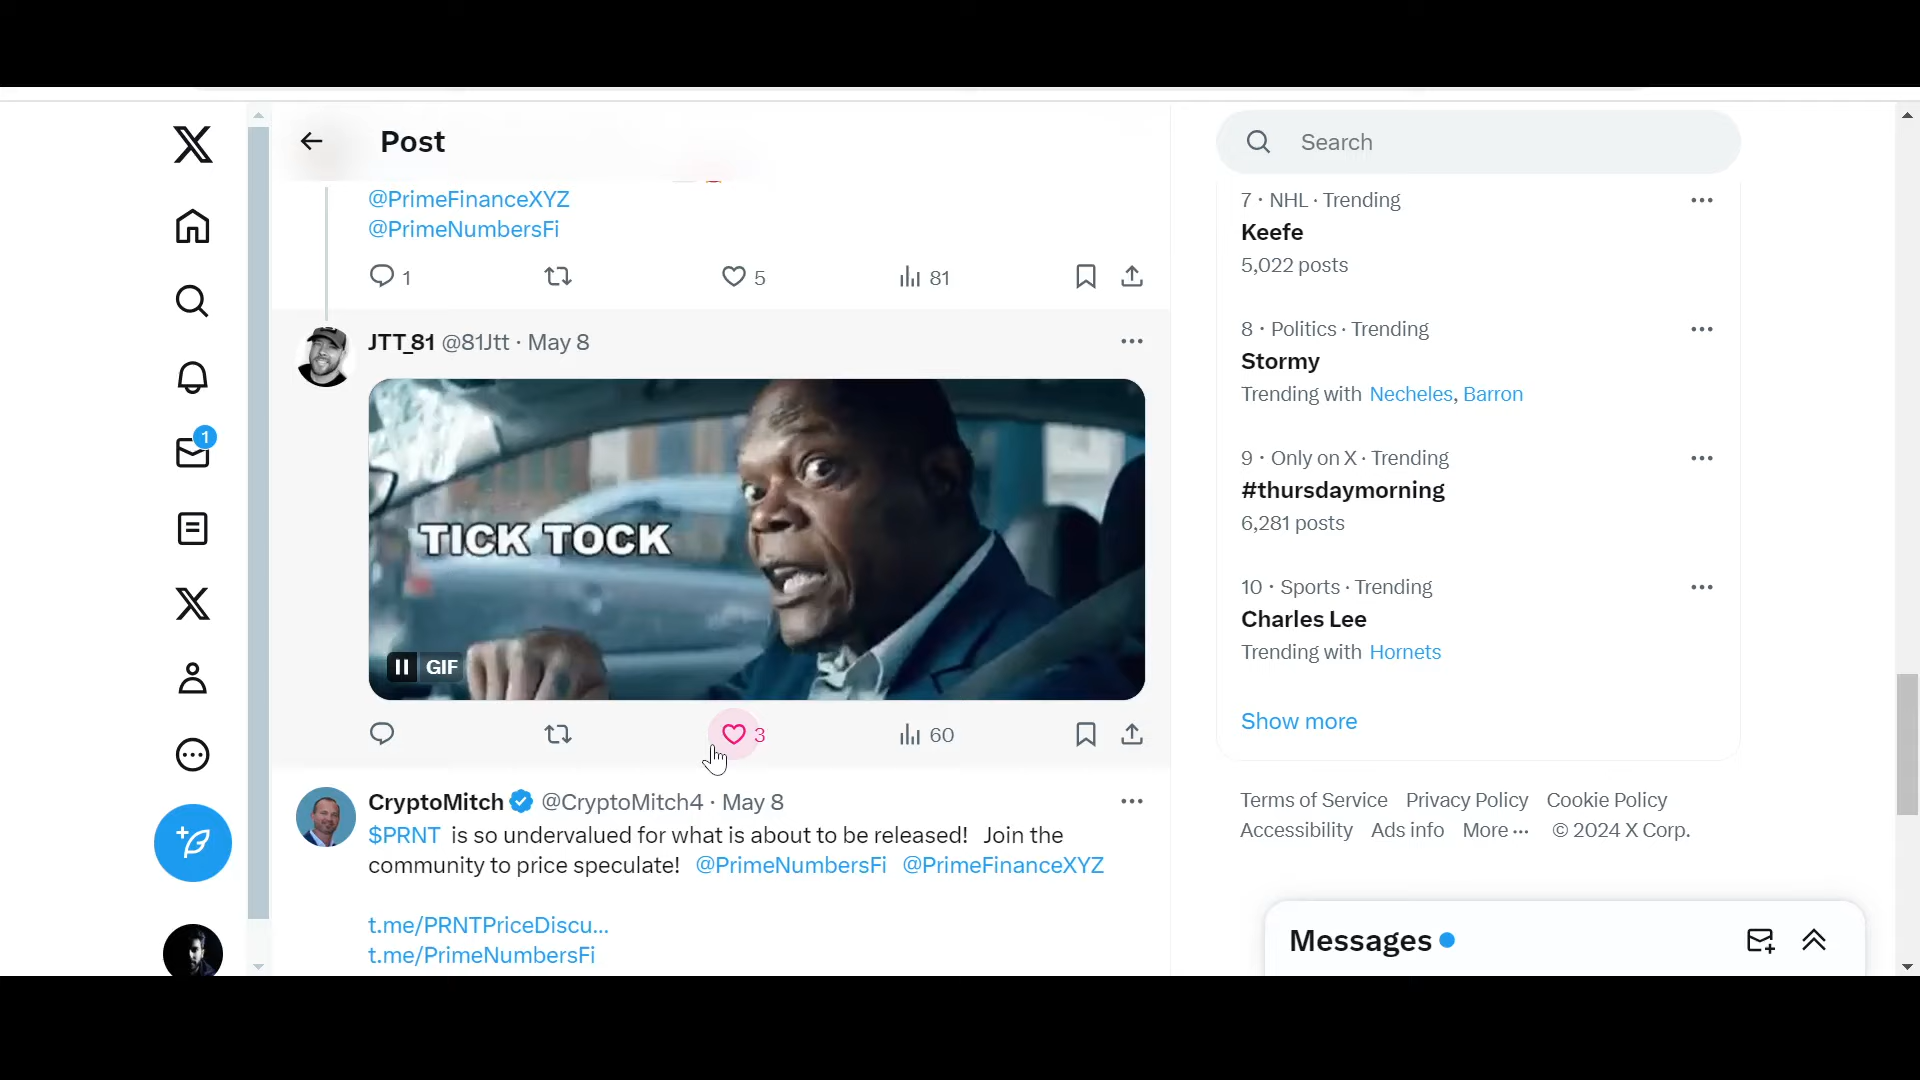 Post
@PrimeFinanceXYZ
@PrimeNumbersFi
1 5 81
JTT_81 @81Jtt · May 8
TICK TOCK
GIF
3 60
CryptoMitch @CryptoMitch4 · May 8
$PRNT is so undervalued for what is about to be released! Join the
community to price speculate! @PrimeNumbersFi @PrimeFinanceXYZ
t.me/PRNTPriceDiscu...
t.me/PrimeNumbersFi
1
Search
7 · NHL · Trending
Keefe
5,022 posts
8 · Politics · Trending
Stormy
Trending with Necheles, Barron
9 · Only on X · Trending
#thursdaymorning
6,281 posts
10 · Sports · Trending
Charles Lee
Trending with Hornets
Show more
Terms of Service Privacy Policy Cookie Policy
Accessibility Ads info More ··· © 2024 X Corp.
Messages